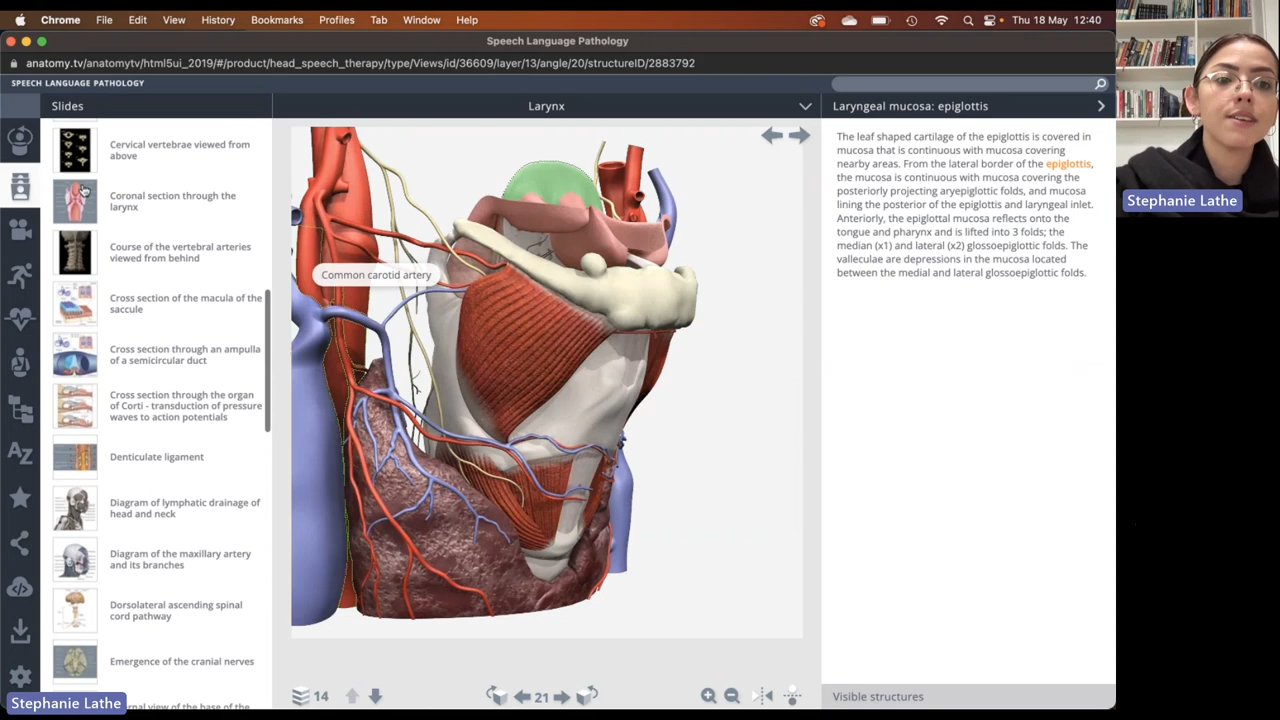 Chrome File Edit View History Bookmarks Profiles Tab Window Help
Thu 18 May 12:40
Speech Language Pathology
anatomy.tv/anatomytv/html5ui_2019/#/product/head_speech_therapy/type/Views/id/36609/layer/13/angle/20/structureID/2883792
SPEECH LANGUAGE PATHOLOGY
Slides
Cervical vertebrae viewed from
above
Coronal section through the
larynx
Course of the vertebral arteries
viewed from behind
Cross section of the macula of the
saccule
Cross section through an ampulla
of a semicircular duct
Cross section through the organ
of Corti - transduction of pressure
waves to action potentials
Denticulate ligament
Diagram of lymphatic drainage of
head and neck
Diagram of the maxillary artery
and its branches
Dorsolateral ascending spinal
cord pathway
Emergence of the cranial nerves
AZ
Larynx
Common carotid artery
14
21
Laryngeal mucosa: epiglottis
The leaf shaped cartilage of the epiglottis is covered in
mucosa that is continuous with mucosa covering
nearby areas. From the lateral border of the epiglottis,
the mucosa is continuous with mucosa covering the
posteriorly projecting aryepiglottic folds, and mucosa
lining the posterior of the epiglottis and laryngeal inlet.
Anteriorly, the epiglottal mucosa reflects onto the
tongue and pharynx and is lifted into 3 folds; the
median (x1) and lateral (x2) glossoepiglottic folds. The
valleculae are depressions in the mucosa located
between the medial and lateral glossoepiglottic folds.
Visible structures
Stephanie Lathe
Stephanie Lathe